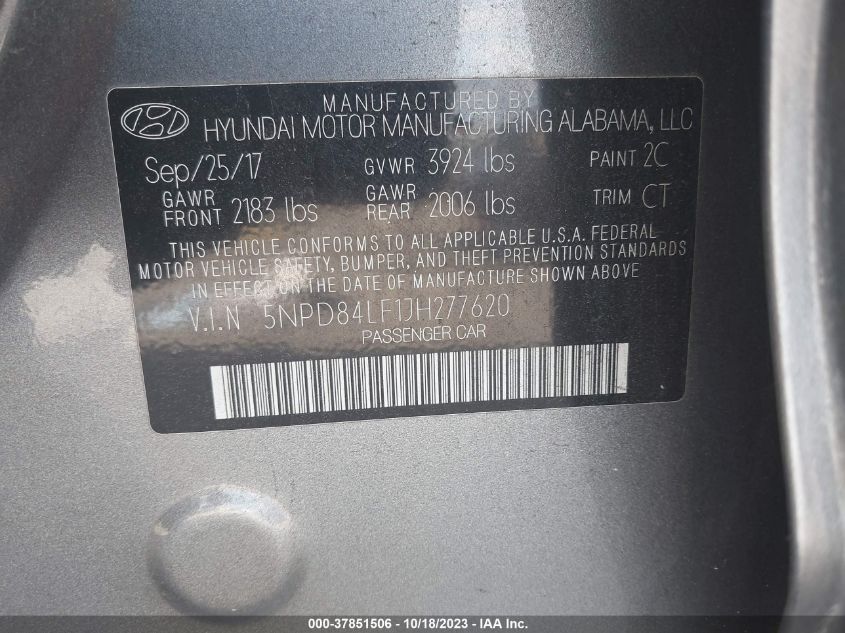 MANUFACTURED BY
HYUNDAI MOTOR MANUFACTURING ALABAMA, LLC
Sep/25/17 GVWR 3924 lbs PAINT 2C
GAWR FRONT 2183 lbs GAWR REAR 2006 lbs TRIM CT
THIS VEHICLE CONFORMS TO ALL APPLICABLE U.S.A. FEDERAL
MOTOR VEHICLE SAFETY, BUMPER, AND THEFT PREVENTION STANDARDS
IN EFFECT ON THE DATE OF MANUFACTURE SHOWN ABOVE
V.I.N 5NPD84LF1JH277620
PASSENGER CAR
000-37851506 - 10/18/2023 - IAA Inc.